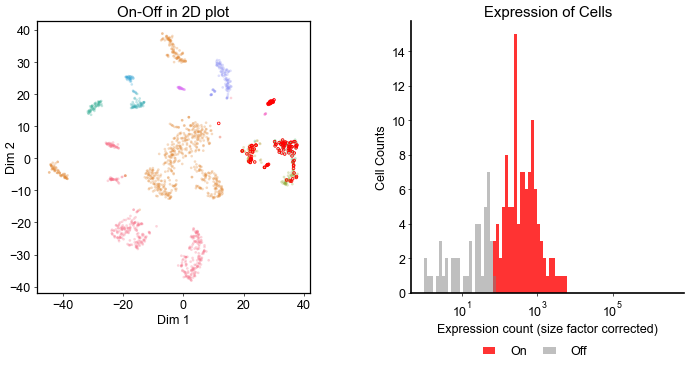 On-Off in 2D plot
40
30
20
10
0
−10
−20
−30
−40
Dim 2
−40 −20 0 20 40
Dim 1
Expression of Cells
14
12
10
8
6
4
2
0
Cell Counts
10^1 10^3 10^5
Expression count (size factor corrected)
On Off